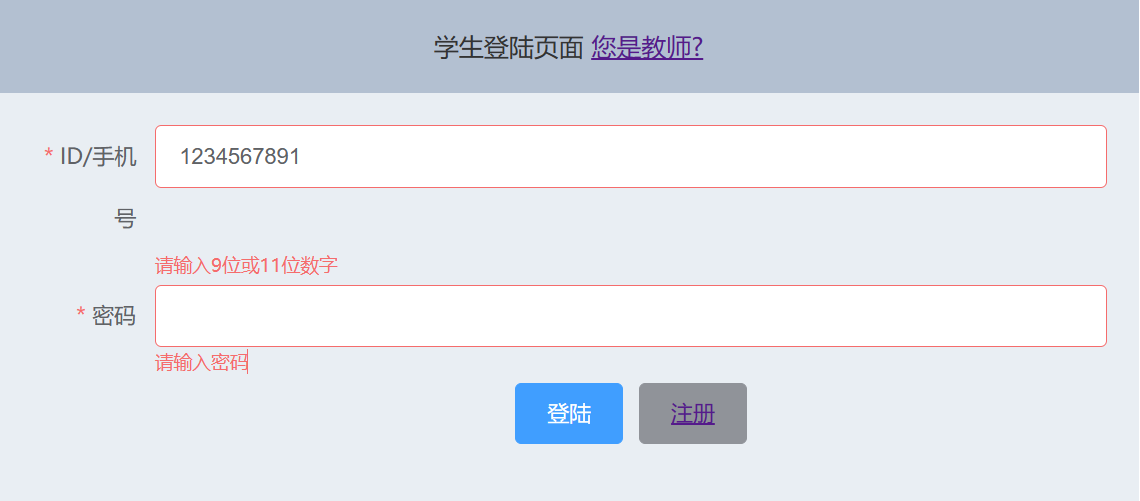 学生登陆页面 您是教师?
* ID/手机
号
1234567891
请输入9位或11位数字
* 密码
请输入密码
登陆 注册